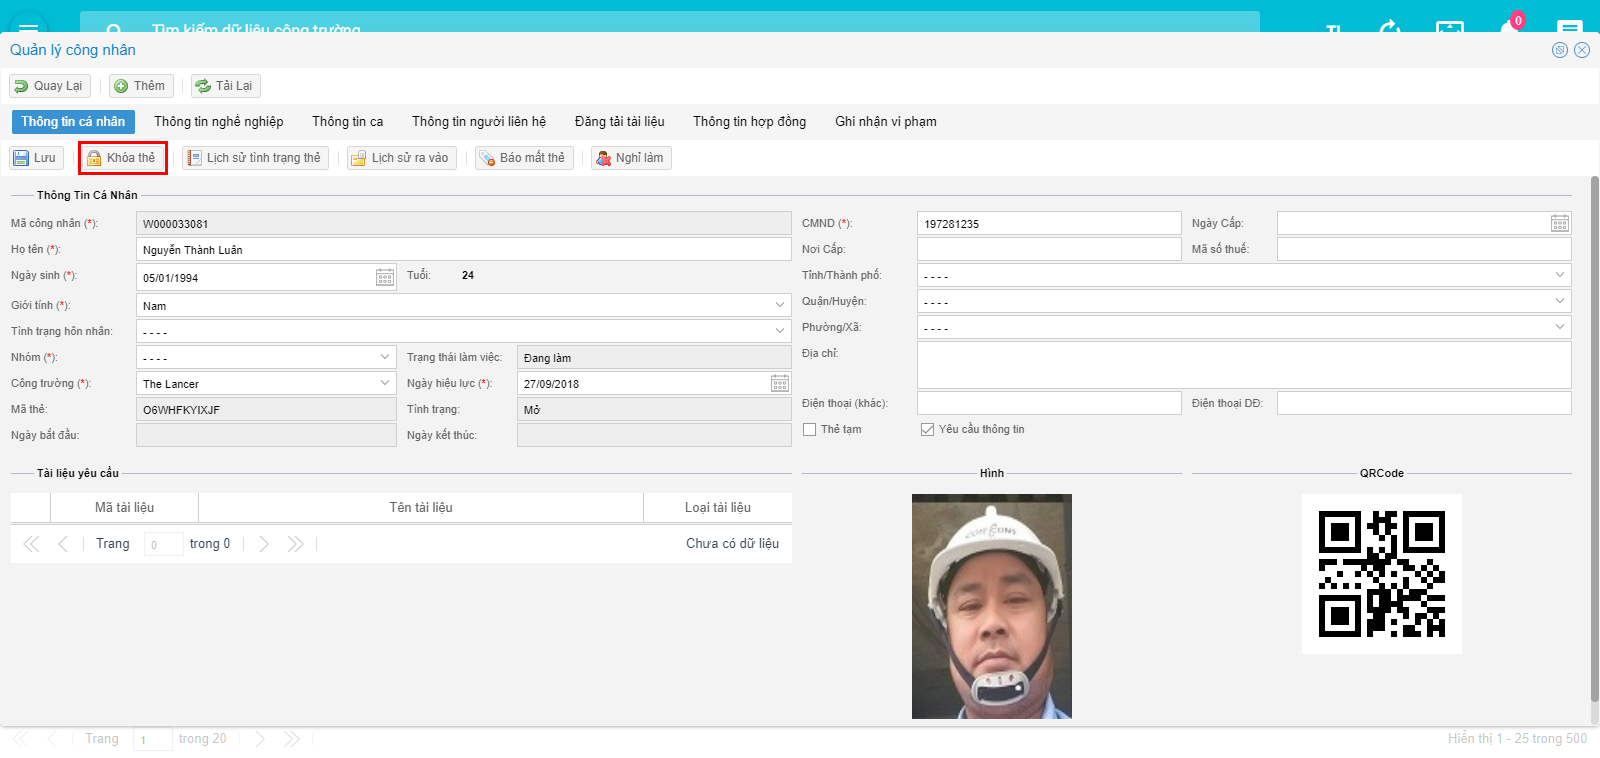 Tìm kiếm dữ liệu công trường
0
Quản lý công nhân
Quay Lại
Thêm
Tải Lại
Thông tin cá nhân
Thông tin nghề nghiệp
Thông tin ca
Thông tin người liên hệ
Đăng tải tài liệu
Thông tin hợp đồng
Ghi nhận vi phạm
Lưu
Khóa thẻ
Lịch sử tình trạng thẻ
Lịch sử ra vào
Báo mất thẻ
Nghỉ làm
Thông Tin Cá Nhân
Mã công nhân (*): W000033081
Họ tên (*): Nguyễn Thành Luân
Ngày sinh (*): 05/01/1994 Tuổi: 24
Giới tính (*): Nam
Tình trạng hôn nhân: - - - -
Nhóm (*): - - - - Trạng thái làm việc: Đang làm
Công trường (*): The Lancer Ngày hiệu lực (*): 27/09/2018
Mã thẻ: O6WHFKYIXJF Tình trạng: Mở
Ngày bắt đầu: Ngày kết thúc:
CMND (*): 197281235 Ngày Cấp:
Nơi Cấp: Mã số thuế:
Tỉnh/Thành phố: - - - -
Quận/Huyện: - - - -
Phường/Xã: - - - -
Địa chỉ:
Điện thoại (khác): Điện thoại DĐ:
Thẻ tạm Yêu cầu thông tin
Tài liệu yêu cầu
Mã tài liệu Tên tài liệu Loại tài liệu
Trang 0 trong 0 Chưa có dữ liệu
Hình
QRCode
Trang 1 trong 20 Hiển thị 1 - 25 trong 500